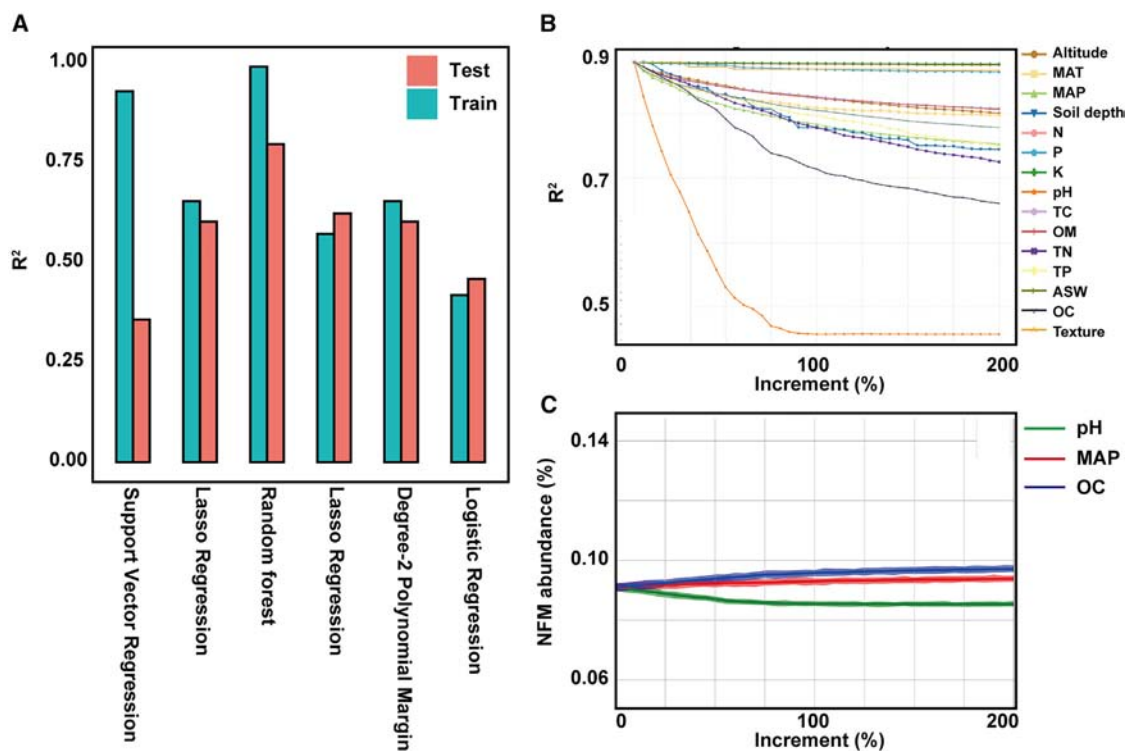 A
1.00
0.75
0.50
0.25
0.00
R²
Test
Train
Support Vector Regression
Lasso Regression
Random forest
Lasso Regression
Degree-2 Polynomial Margin
Logistic Regression
B
0.9
0.7
0.5
R²
0
100
200
Increment (%)
Altitude
MAT
MAP
Soil depth
N
P
K
pH
TC
OM
TN
TP
ASW
OC
Texture
C
0.14
0.10
0.06
NFM abundance (%)
0
100
200
Increment (%)
pH
MAP
OC